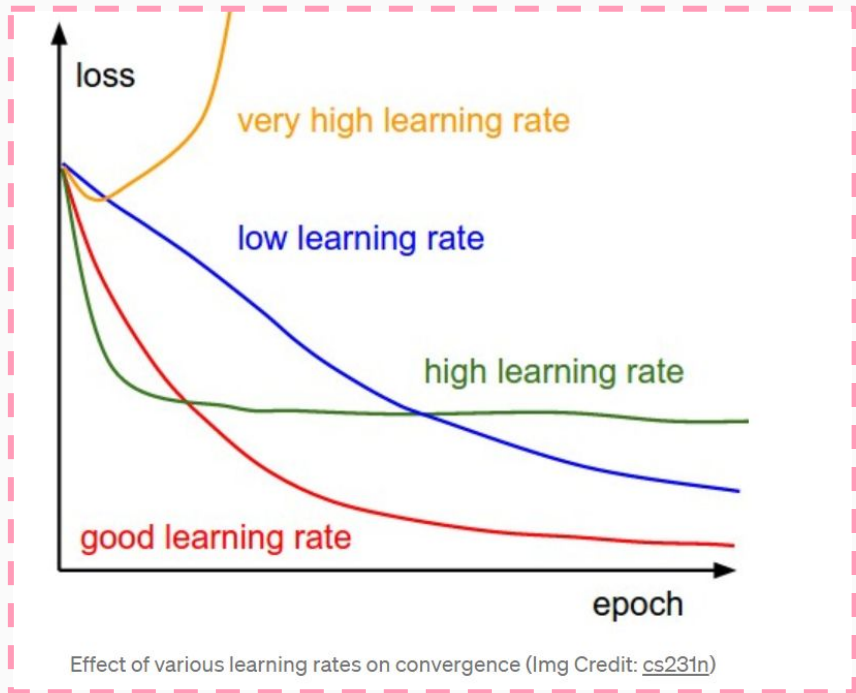 loss
very high learning rate
low learning rate
high learning rate
good learning rate
epoch
Effect of various learning rates on convergence (Img Credit: cs231n)